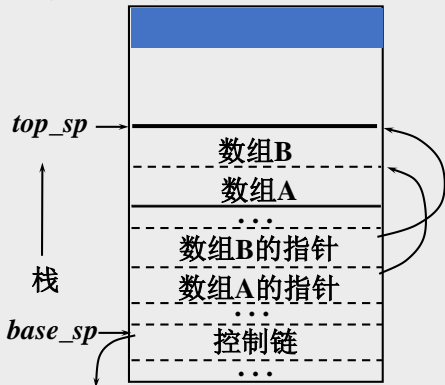 top_sp
数组B
数组A
...
数组B的指针
数组A的指针
...
栈
base_sp
控制链
...